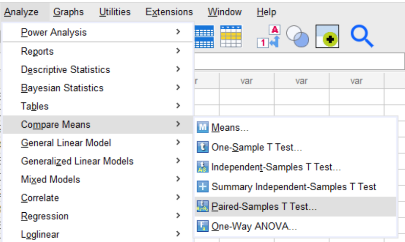 Analyze Graphs Utilities Extensions Window Help
Power Analysis
Reports
Descriptive Statistics
Bayesian Statistics
Tables
Compare Means
General Linear Model
Generalized Linear Models
Mixed Models
Correlate
Regression
Loglinear
r var var var var
Means...
One-Sample T Test...
Independent-Samples T Test...
Summary Independent-Samples T Test
Paired-Samples T Test...
One-Way ANOVA...